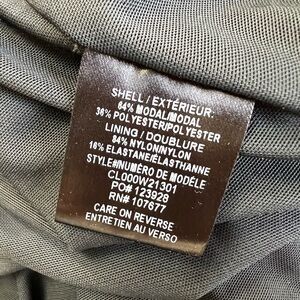 SHELL / EXTÉRIEUR
64% MODAL/MODAL
36% POLYESTER/POLYESTER
LINING / DOUBLURE
84% NYLON/NYLON
16% ELASTANE/ELASTHANNE
STYLE#/NUMÉRO DE MODÈLE
CL000W21301
PO# 123928
RN# 107677
CARE ON REVERSE
ENTRETIEN AU VERSO